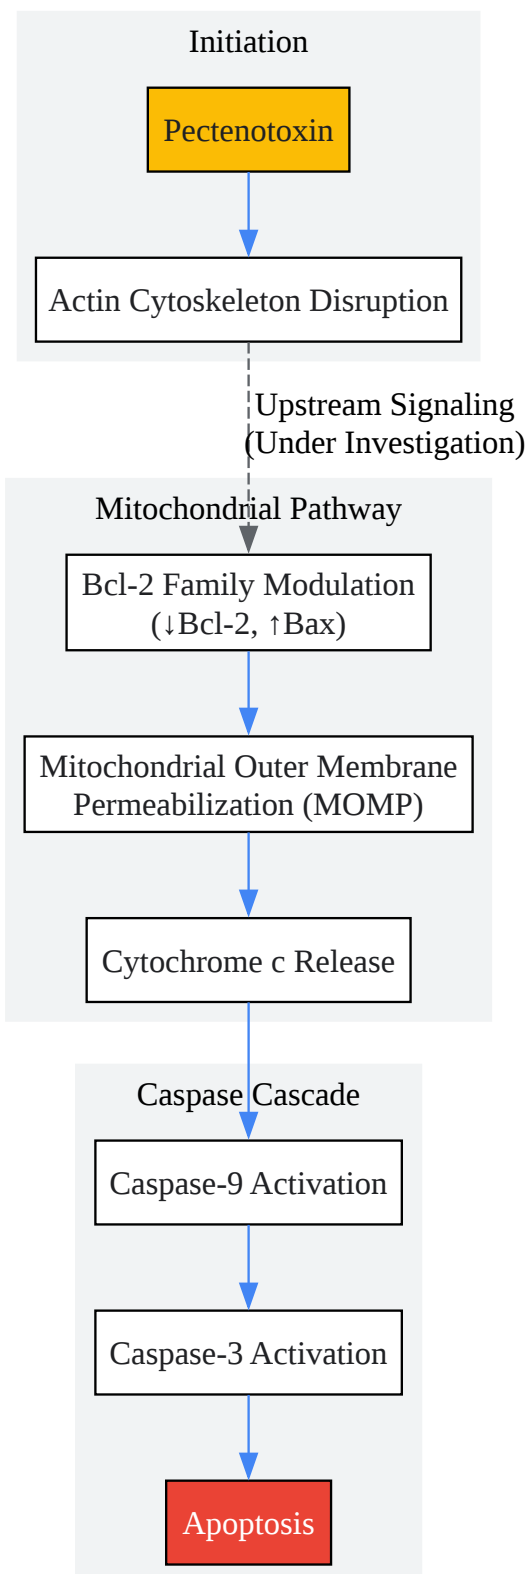 Initiation
Pectenotoxin
Actin Cytoskeleton Disruption
Upstream Signaling
(Under Investigation)
Mitochondrial Pathway
Bcl-2 Family Modulation
(↓Bcl-2, ↑Bax)
Mitochondrial Outer Membrane
Permeabilization (MOMP)
Cytochrome c Release
Caspase Cascade
Caspase-9 Activation
Caspase-3 Activation
Apoptosis